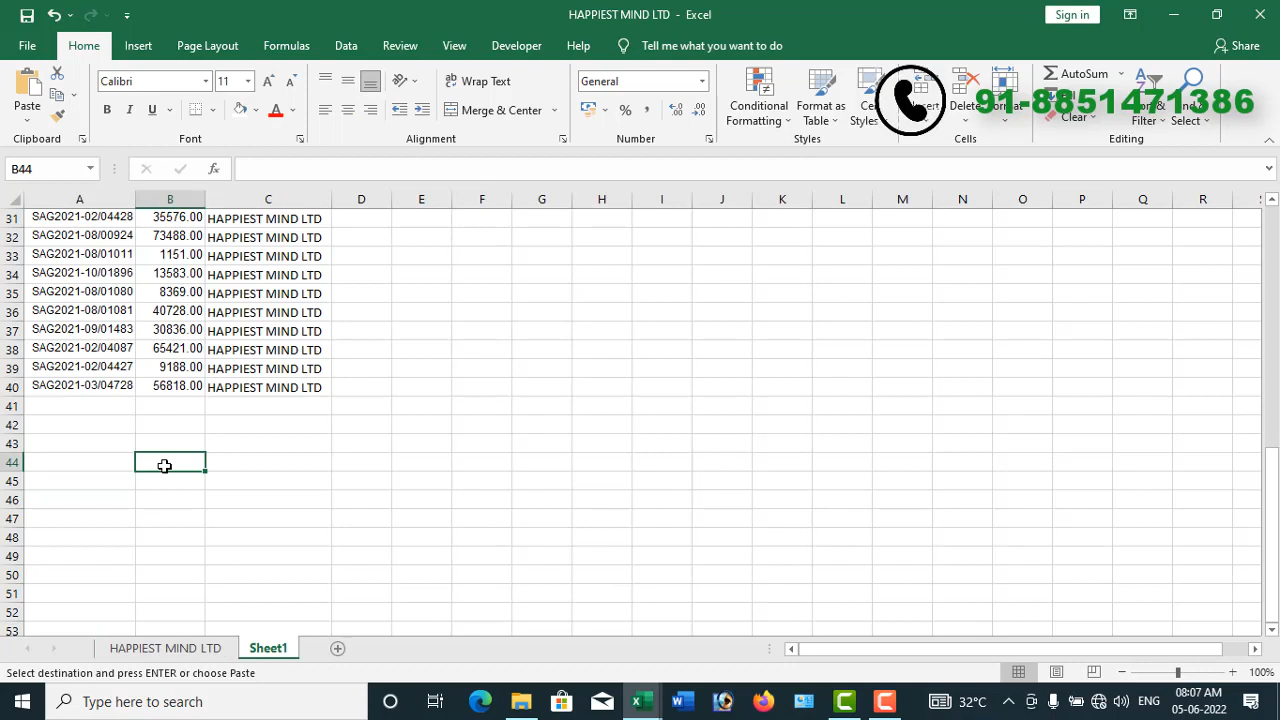 HAPPIEST MIND LTD - Excel
Sign in
File Home Insert Page Layout Formulas Data Review View Developer Help Tell me what you want to do Share
Paste Calibri 11 Wrap Text General Conditional Format as Delete AutoSum
B I U Merge & Center % Formatting Table Styles Clear Filter Select
91-8851471386
Clipboard Font Alignment Number Styles Cells Editing
B44
A B C D E F G H I J K L M N O P Q R
31 SAG2021-02/04428 35576.00 HAPPIEST MIND LTD
32 SAG2021-08/00924 73488.00 HAPPIEST MIND LTD
33 SAG2021-08/01011 1151.00 HAPPIEST MIND LTD
34 SAG2021-10/01896 13583.00 HAPPIEST MIND LTD
35 SAG2021-08/01080 8369.00 HAPPIEST MIND LTD
36 SAG2021-08/01081 40728.00 HAPPIEST MIND LTD
37 SAG2021-09/01483 30836.00 HAPPIEST MIND LTD
38 SAG2021-02/04087 65421.00 HAPPIEST MIND LTD
39 SAG2021-02/04427 9188.00 HAPPIEST MIND LTD
40 SAG2021-03/04728 56818.00 HAPPIEST MIND LTD
41
42
43
44
45
46
47
48
49
50
51
52
53
HAPPIEST MIND LTD Sheet1
Select destination and press ENTER or choose Paste 100%
Type here to search 32°C ENG 08:07 AM
05-06-2022